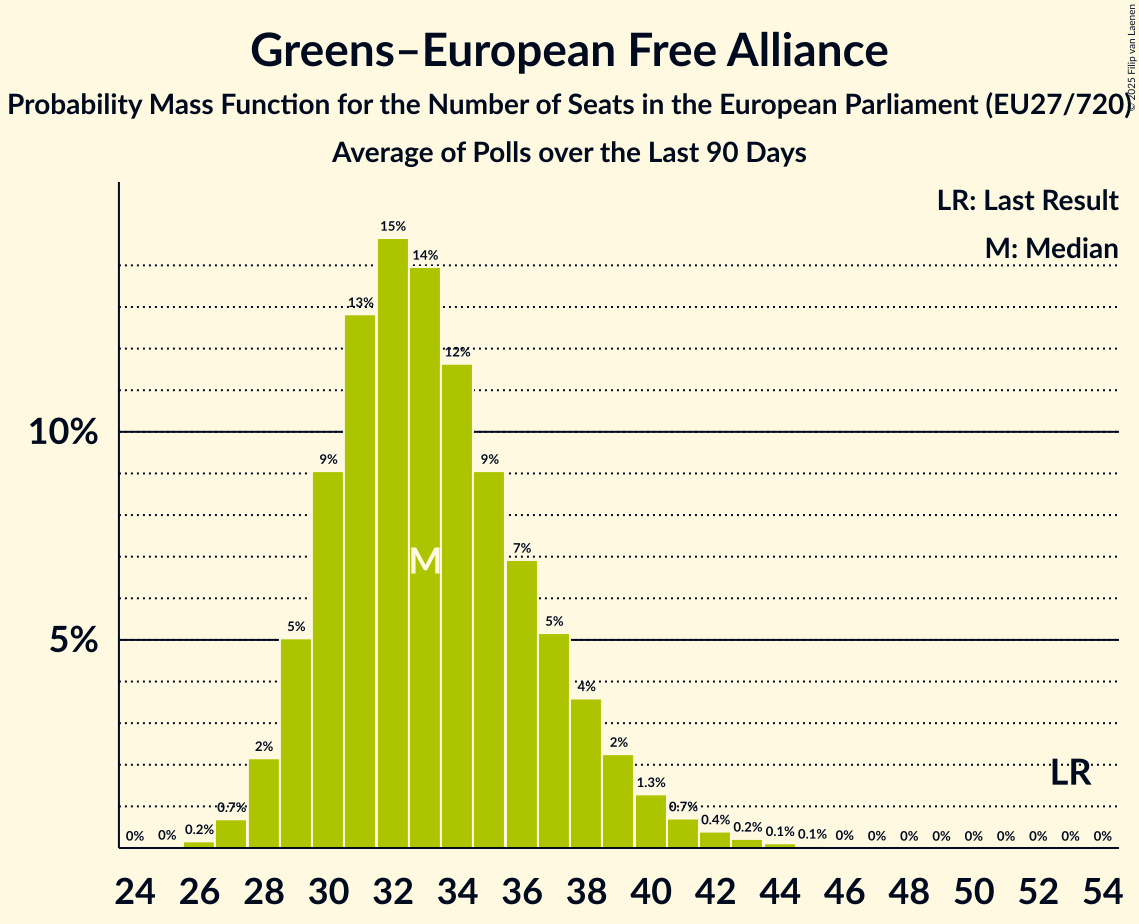 © 2025 Filip van Laenen
Greens–European Free Alliance
Probability Mass Function for the Number of Seats in the European Parliament (EU27/720)
Average of Polls over the Last 90 Days
LR: Last Result
M: Median
10%
5%
0% 0% 0.2% 0.7% 2% 5% 9% 13% 15% 14% 12% 9% 7% 5% 4% 2% 1.3% 0.7% 0.4% 0.2% 0.1% 0.1% 0% 0% 0% 0% 0% 0% 0% 0% 0%
M
LR
24 26 28 30 32 34 36 38 40 42 44 46 48 50 52 54